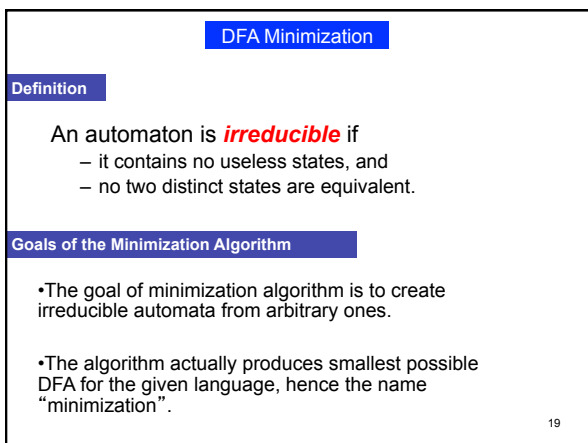 DFA Minimization
Definition
An automaton is irreducible if
– it contains no useless states, and
– no two distinct states are equivalent.
Goals of the Minimization Algorithm
•The goal of minimization algorithm is to create
irreducible automata from arbitrary ones.
•The algorithm actually produces smallest possible
DFA for the given language, hence the name
“minimization”.
19